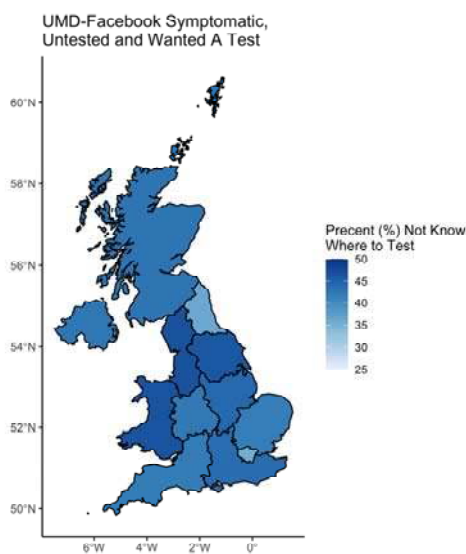 UMD-Facebook Symptomatic,
Untested and Wanted A Test
60°N
58°N
56°N
54°N
52°N
50°N
6°W
4°W
2°W
0°
Precent (%) Not Know
Where to Test
50
45
40
35
30
25